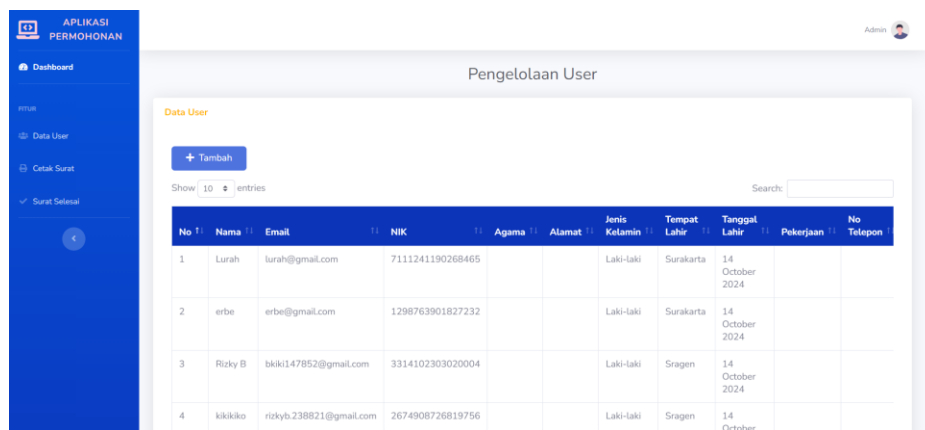 APLIKASI
PERMOHONAN
Admin
Dashboard
Pengelolaan User
FITUR
Data User
Cetak Surat
Surat Selesai
Data User
+ Tambah
Show 10 entries
Search:
No Nama Email NIK Agama Alamat Jenis Kelamin Tempat Lahir Tanggal Lahir Pekerjaan No Telepon
1 Lurah lurah@gmail.com 7111241190268465 Laki-laki Surakarta 14 October 2024
2 erbe erbe@gmail.com 1298763901827232 Laki-laki Surakarta 14 October 2024
3 Rizky B bkiki147852@gmail.com 3314102303020004 Laki-laki Sragen 14 October 2024
4 kikikiko rizkyb.238821@gmail.com 2674908726819756 Laki-laki Sragen 14 October